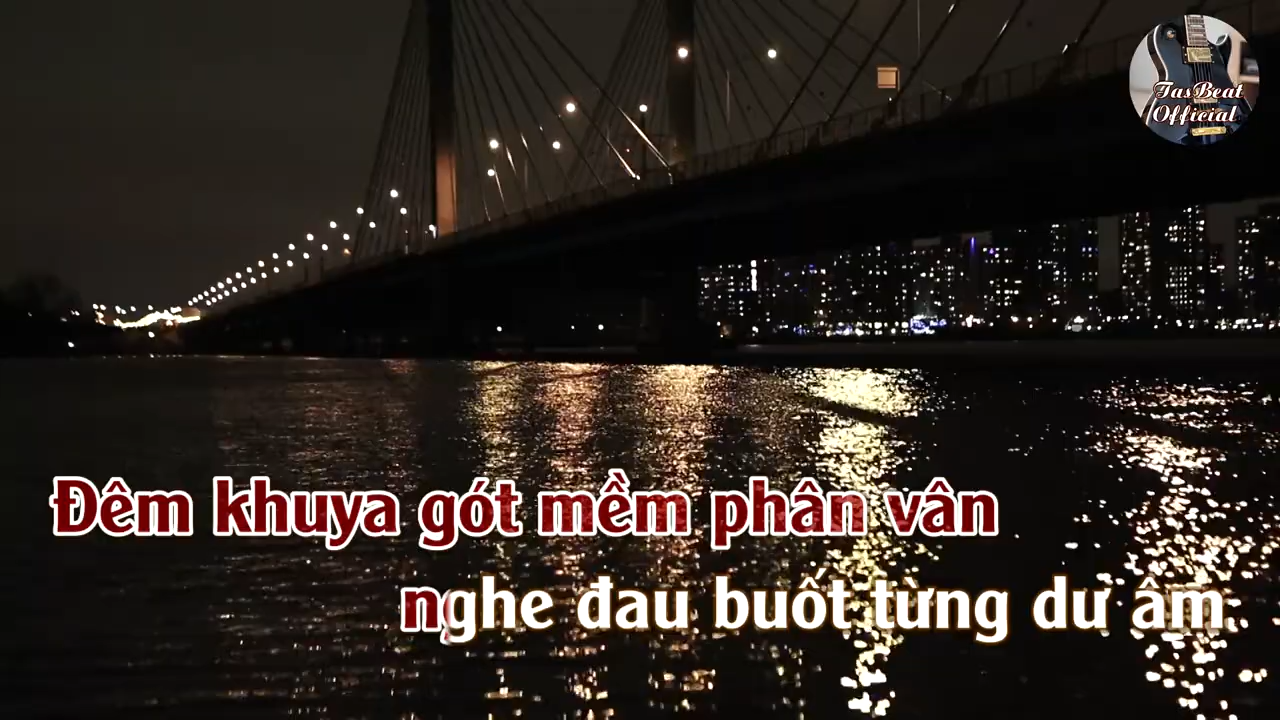 TasBeat
Official
Đêm khuya gót mềm phân vân
nghe đau buốt từng dư âm